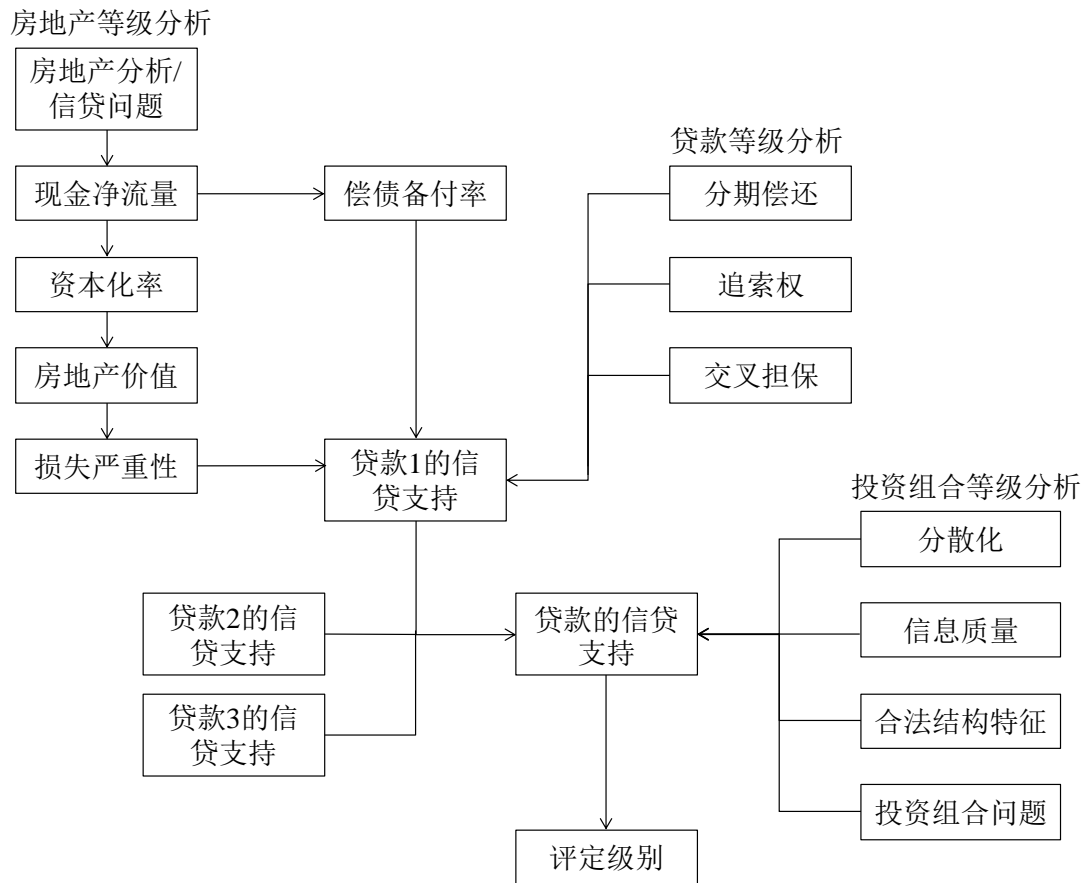 房地产等级分析
房地产分析/
信贷问题
贷款等级分析
现金净流量
偿债备付率
分期偿还
资本化率
追索权
房地产价值
交叉担保
损失严重性
贷款1的信
贷支持
投资组合等级分析
分散化
贷款2的信
贷支持
贷款的信贷
支持
信息质量
贷款3的信
贷支持
合法结构特征
投资组合问题
评定级别